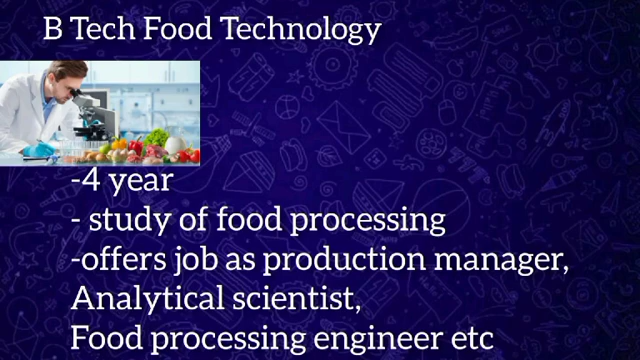 B Tech Food Technology
-4 year
- study of food processing
-offers job as production manager,
Analytical scientist,
Food processing engineer etc